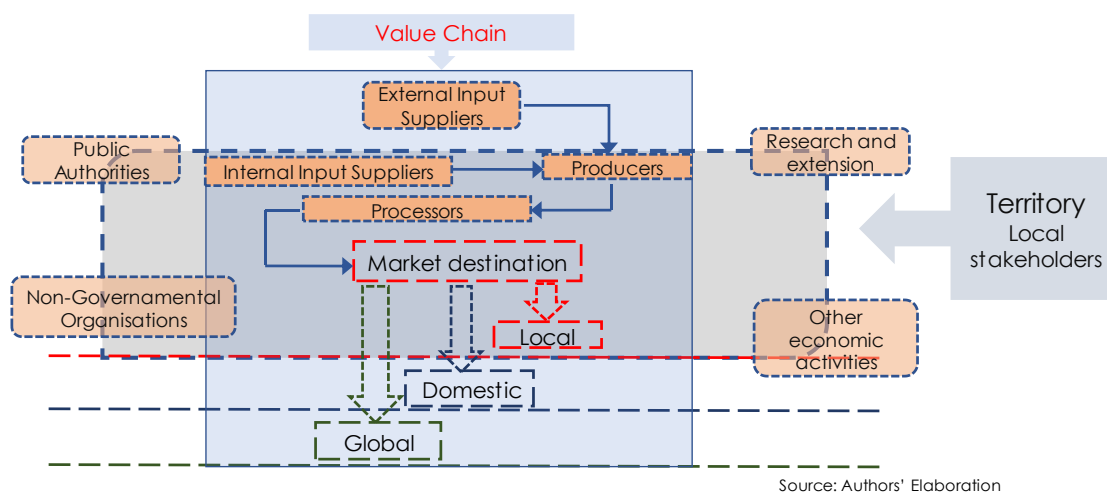 Value Chain
External Input
Suppliers
Public
Authorities
Research and
extension
Internal Input Suppliers
Producers
Processors
Territory
Local
stakeholders
Market destination
Non-Governamental
Organisations
Local
Other
economic
activities
Domestic
Global
Source: Authors’ Elaboration